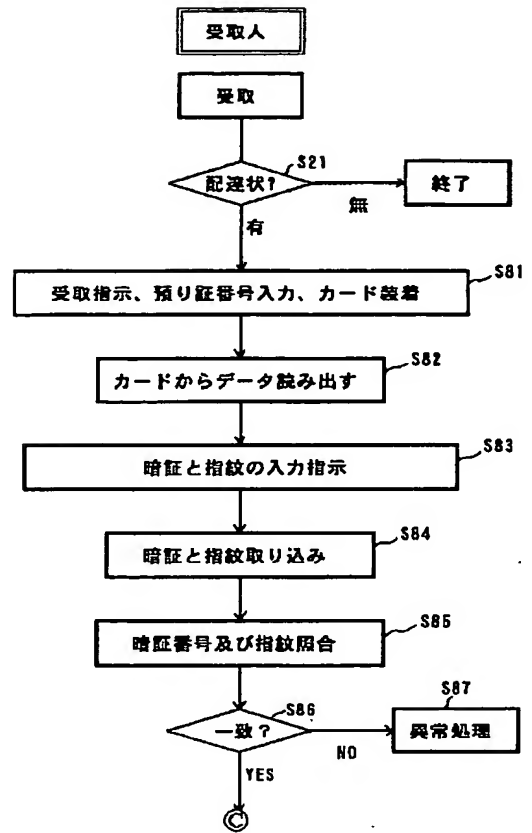 受取人
受取
S21
配達状?
終了
無
有
S81
受取指示、預り証番号入力、カード装着
S82
カードからデータ読み出す
S83
暗証と指紋の入力指示
S84
暗証と指紋取り込み
S85
暗証番号及び指紋照合
S86
一致?
S87
異常処理
NO
YES
C